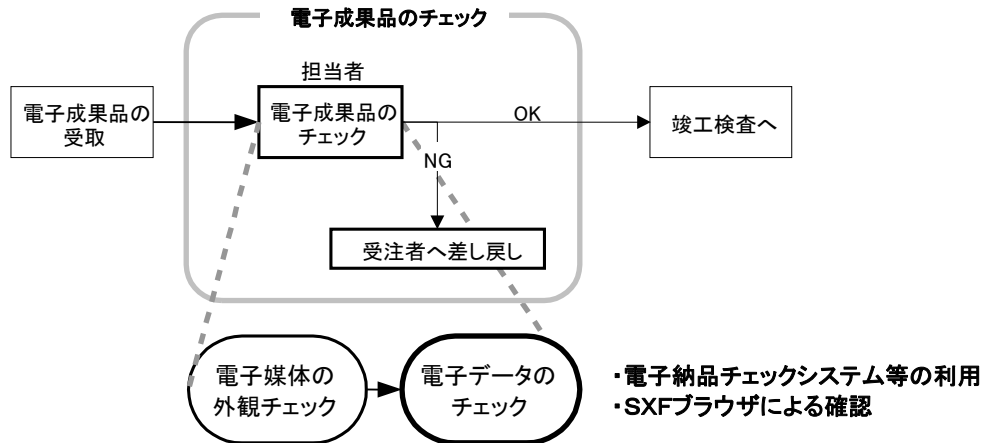 電子成果品のチェック
担当者
電子成果品の
受取
電子成果品の
チェック
OK
竣工検査へ
NG
受注者へ差し戻し
電子媒体の
外観チェック
電子データの
チェック
・電子納品チェックシステム等の利用
・SXFブラウザによる確認